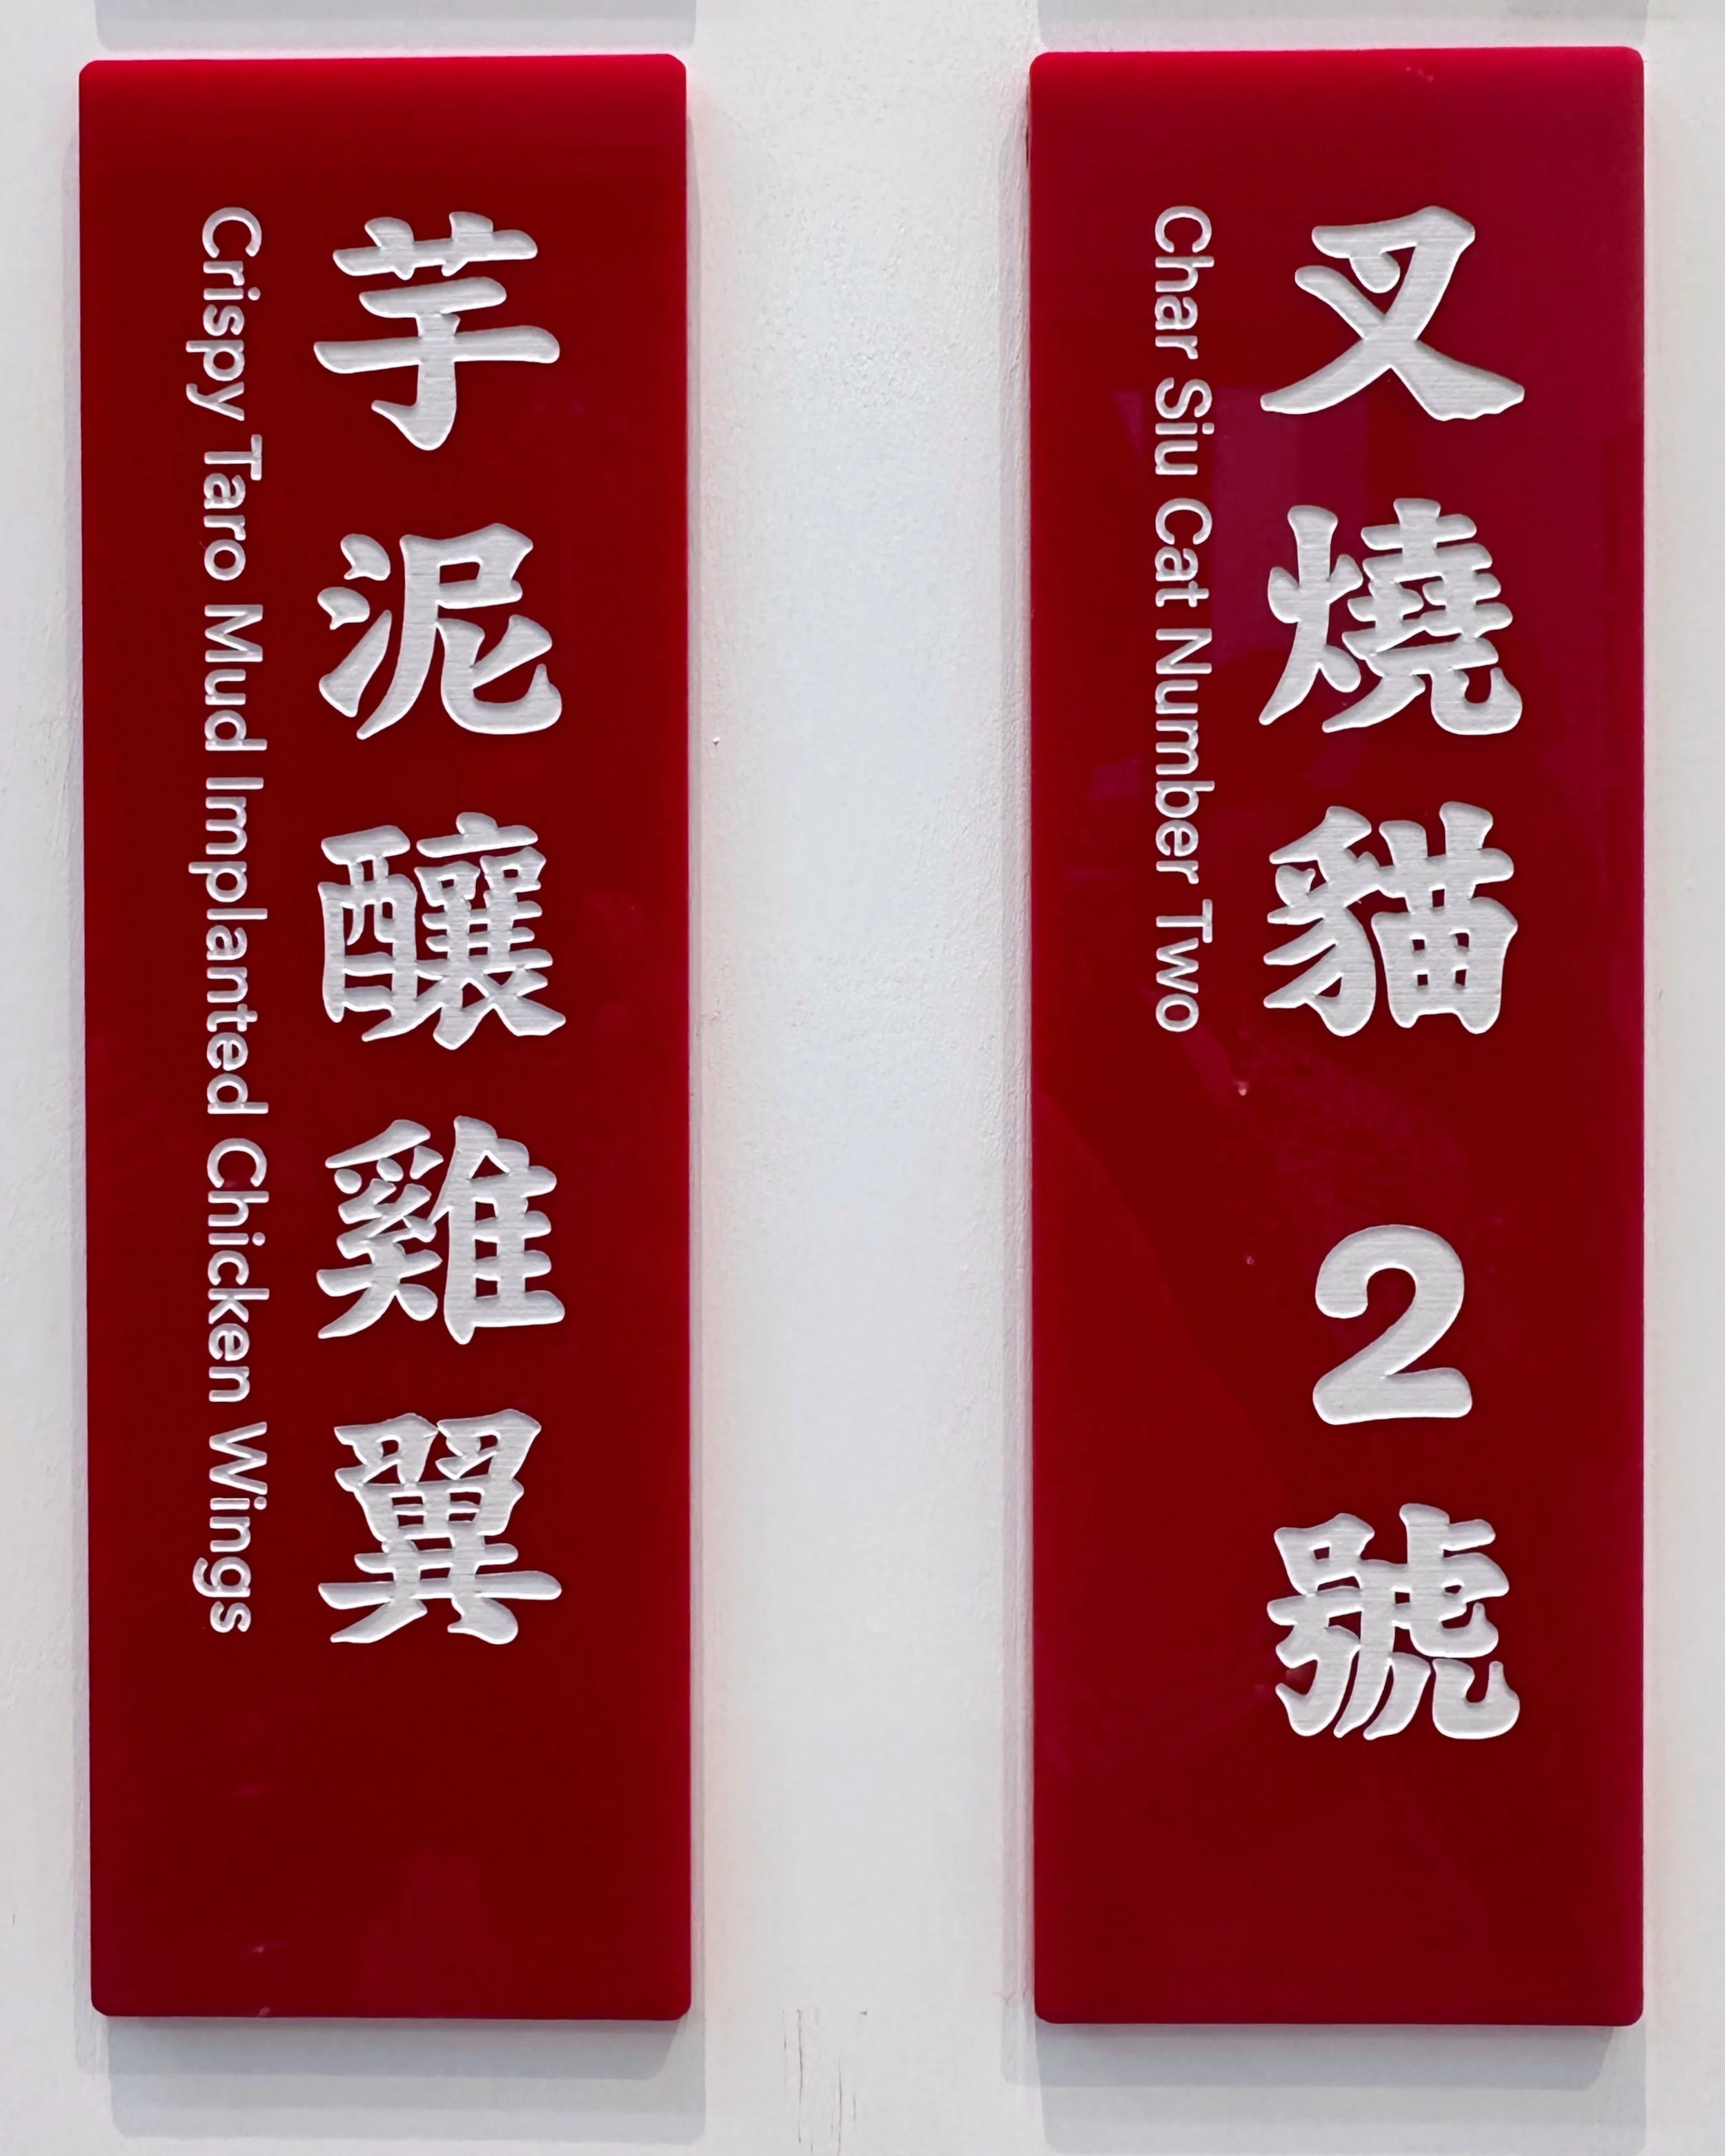 芋泥釀雞翼
Crispy Taro Mud Implanted Chicken Wings
叉燒貓2號
Char Siu Cat Number Two